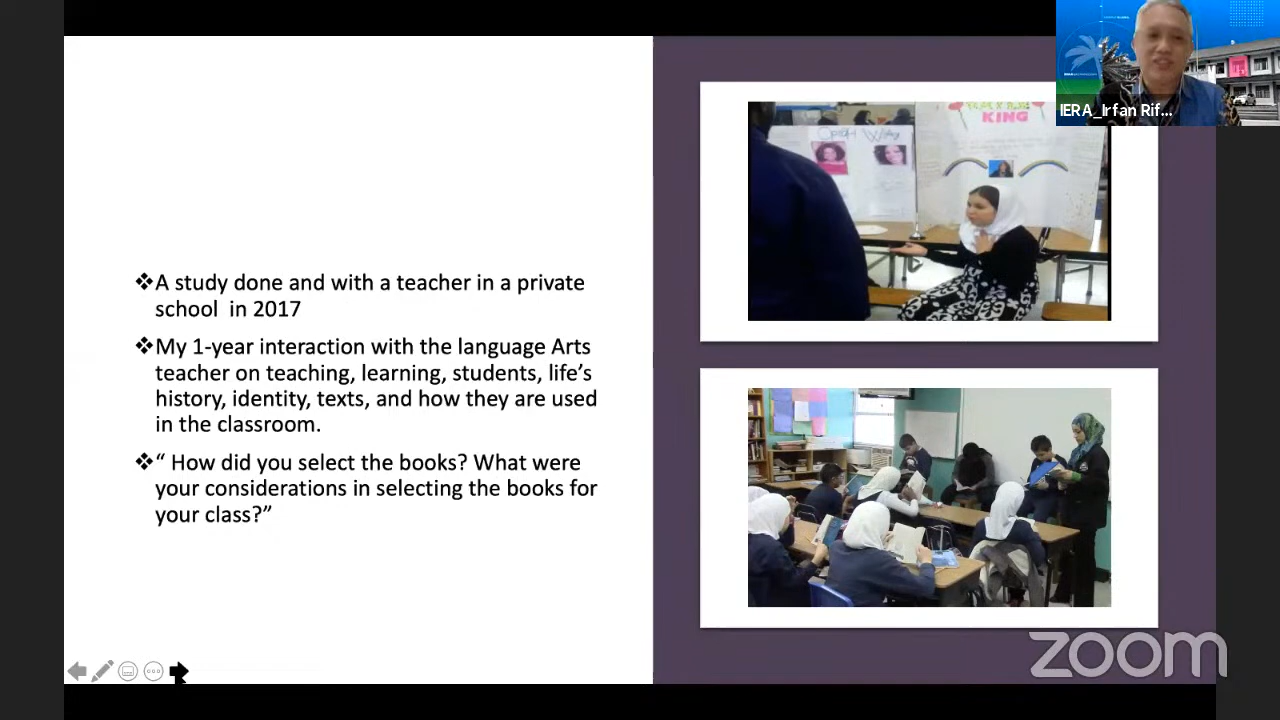 ❖A study done and with a teacher in a private
school  in 2017
❖My 1-year interaction with the language Arts
teacher on teaching, learning, students, life’s
history, identity, texts, and how they are used
in the classroom.
❖“ How did you select the books? What were
your considerations in selecting the books for
your class?”
KING
IERA_Irfan Rif...
zoom